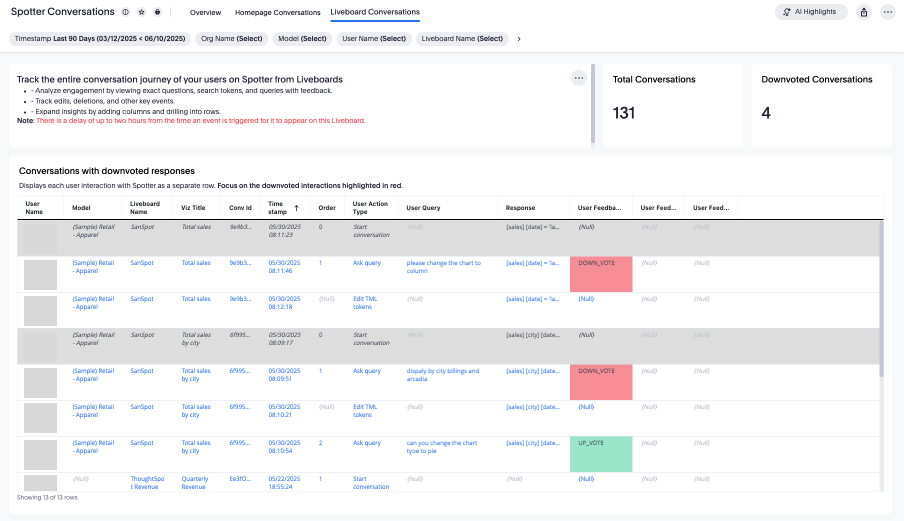 Spotter Conversations
Overview
Homepage Conversations
Liveboard Conversations
AI Highlights
Timestamp Last 90 Days (03/12/2025 < 06/10/2025)
Org Name (Select)
Model (Select)
User Name (Select)
Liveboard Name (Select)
Track the entire conversation journey of your users on Spotter from Liveboards
- Analyze engagement by viewing exact questions, search tokens, and queries with feedback.
- Track edits, deletions, and other key events.
- Expand insights by adding columns and drilling into rows.
Note: There is a delay of up to two hours from the time an event is triggered for it to appear on this Liveboard.
Total Conversations
131
Downvoted Conversations
4
Conversations with downvoted responses
Displays each user interaction with Spotter as a separate row. Focus on the downvoted interactions highlighted in red.
User Name Model Liveboard Name Viz Title Conv Id Time stamp ↑ Order User Action Type User Query Response User Feedba... User Feed... User Feed...
(Sample) Retail - Apparel SanSpot Total sales 9e9b3... 05/30/2025 08:11:23 0 Start conversation (Null) [sales] [date] = 'la... (Null) (Null) (Null)
(Sample) Retail - Apparel SanSpot Total sales 9e9b3... 05/30/2025 08:11:46 1 Ask query please change the chart to column [sales] [date] = 'la... DOWN_VOTE (Null) (Null)
(Sample) Retail - Apparel SanSpot Total sales 9e9b3... 05/30/2025 08:12:18 (Null) Edit TML tokens (Null) [sales] [date] = 'la... (Null) (Null) (Null)
(Sample) Retail - Apparel SanSpot Total sales by city 6f995... 05/30/2025 08:09:17 0 Start conversation (Null) [sales] [city] [date... (Null) (Null) (Null)
(Sample) Retail - Apparel SanSpot Total sales by city 6f995... 05/30/2025 08:09:51 1 Ask query dispaly by city billings and arcadia [sales] [city] [date... DOWN_VOTE (Null) (Null)
(Sample) Retail - Apparel SanSpot Total sales by city 6f995... 05/30/2025 08:10:21 (Null) Edit TML tokens (Null) [sales] [city] [date... (Null) (Null) (Null)
(Sample) Retail - Apparel SanSpot Total sales by city 6f995... 05/30/2025 08:10:54 2 Ask query can you change the chart tyoe to pie [sales] [city] [date... UP_VOTE (Null) (Null)
(Null) ThoughtSpo t Revenue Quarterly Revenue Ee3f0... 05/22/2025 18:55:24 1 Start conversation (Null) (Null) (Null) (Null) (Null)
Showing 13 of 13 rows